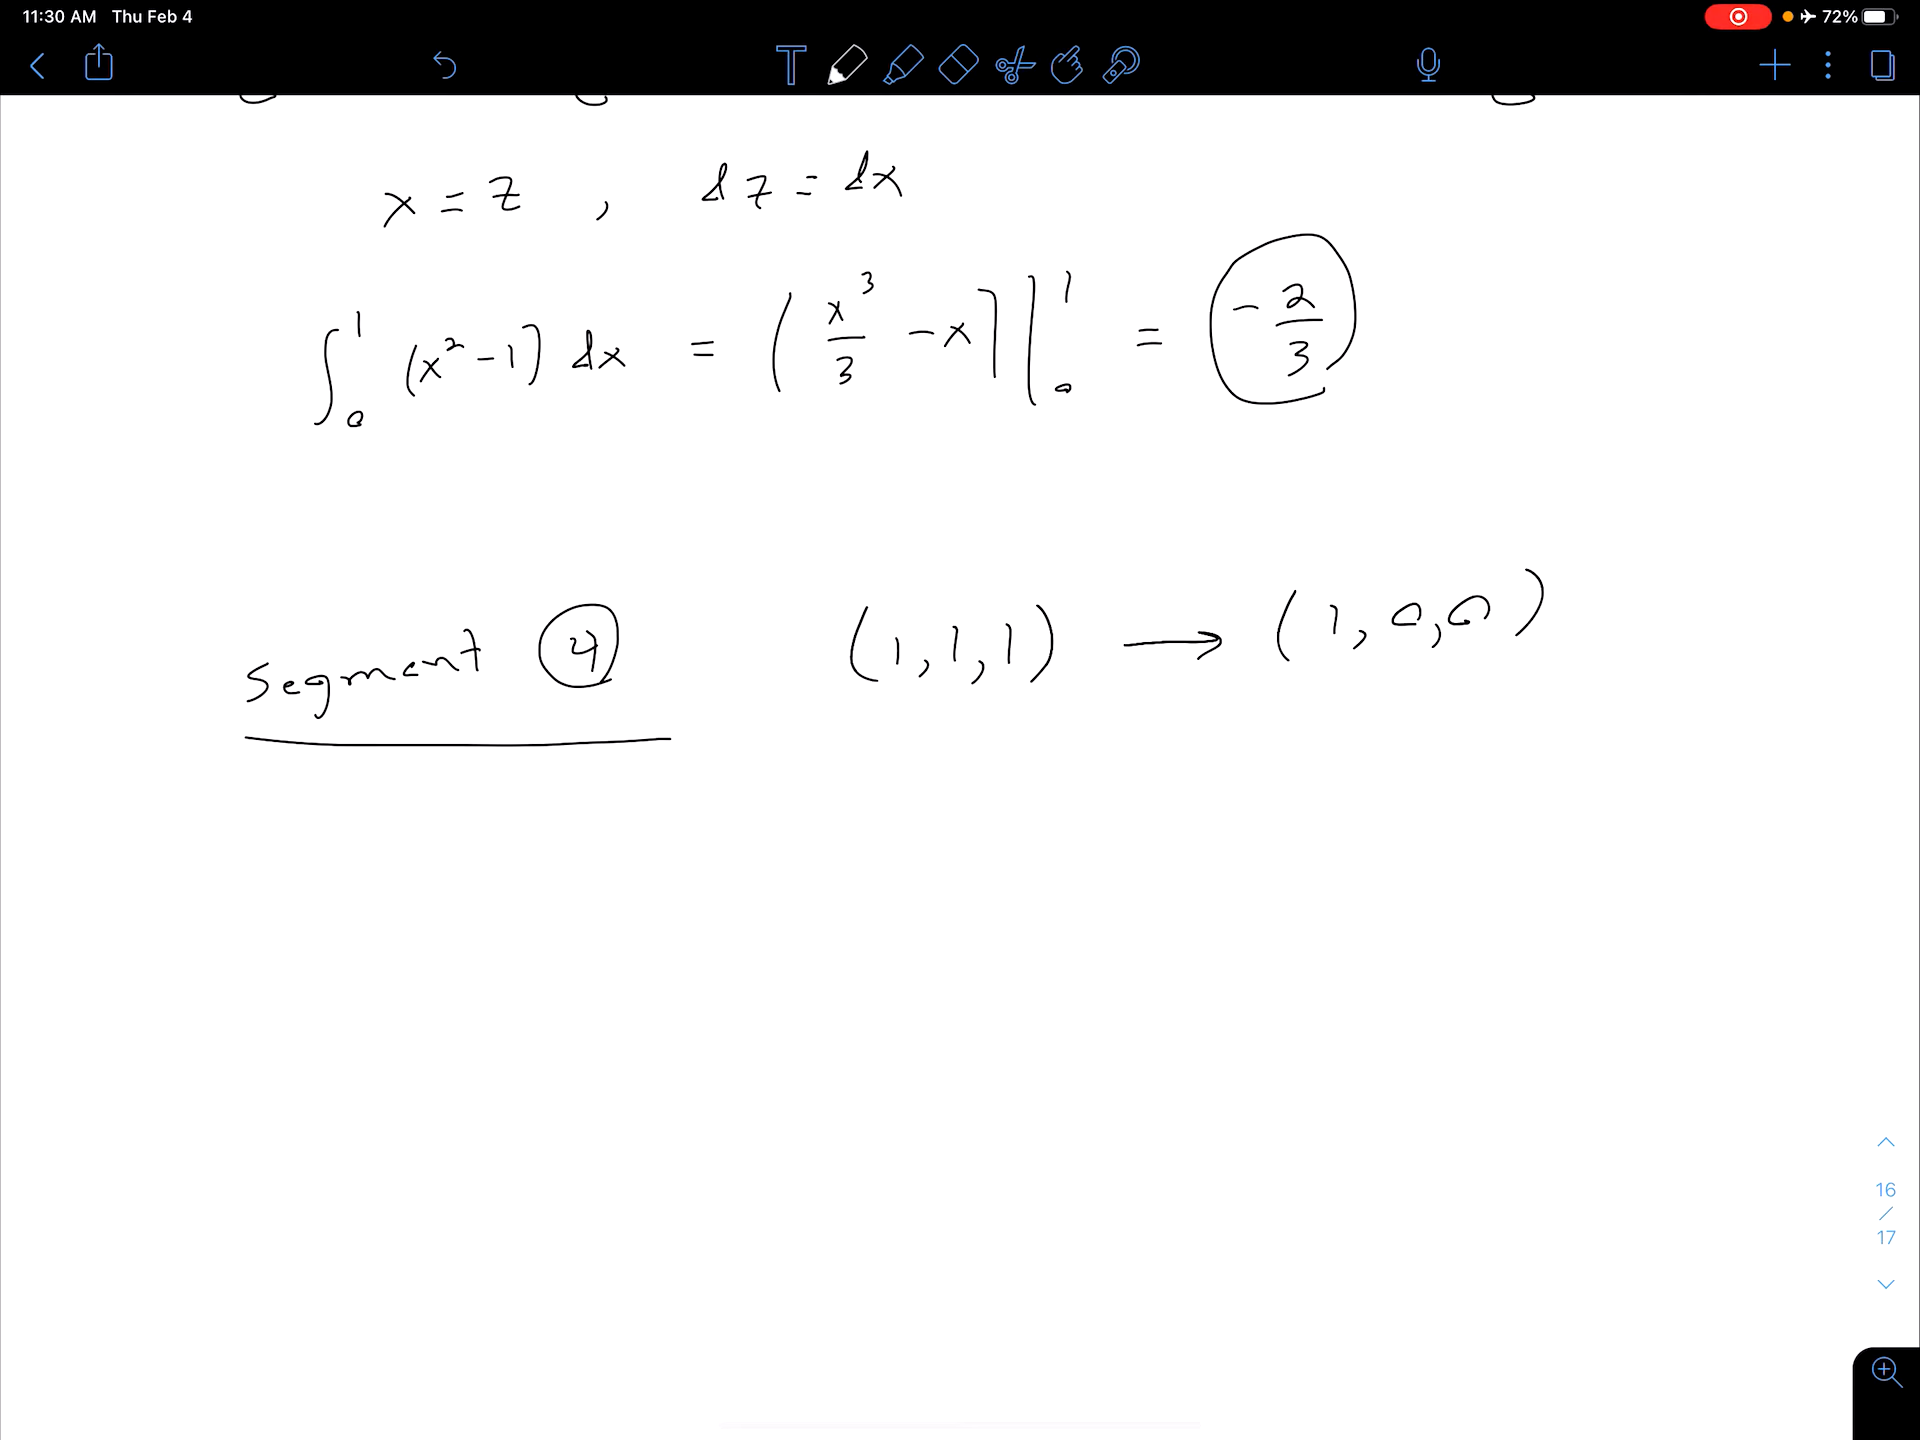 11:30 AM Thu Feb 4
72%
T
x = z , dz = dx
∫₀¹ (x² - 1) dx = (x³/3 - x)|₀¹ = -2/3
Segment ④ (1, 1, 1) → (1, 0, 0)
16
/
17